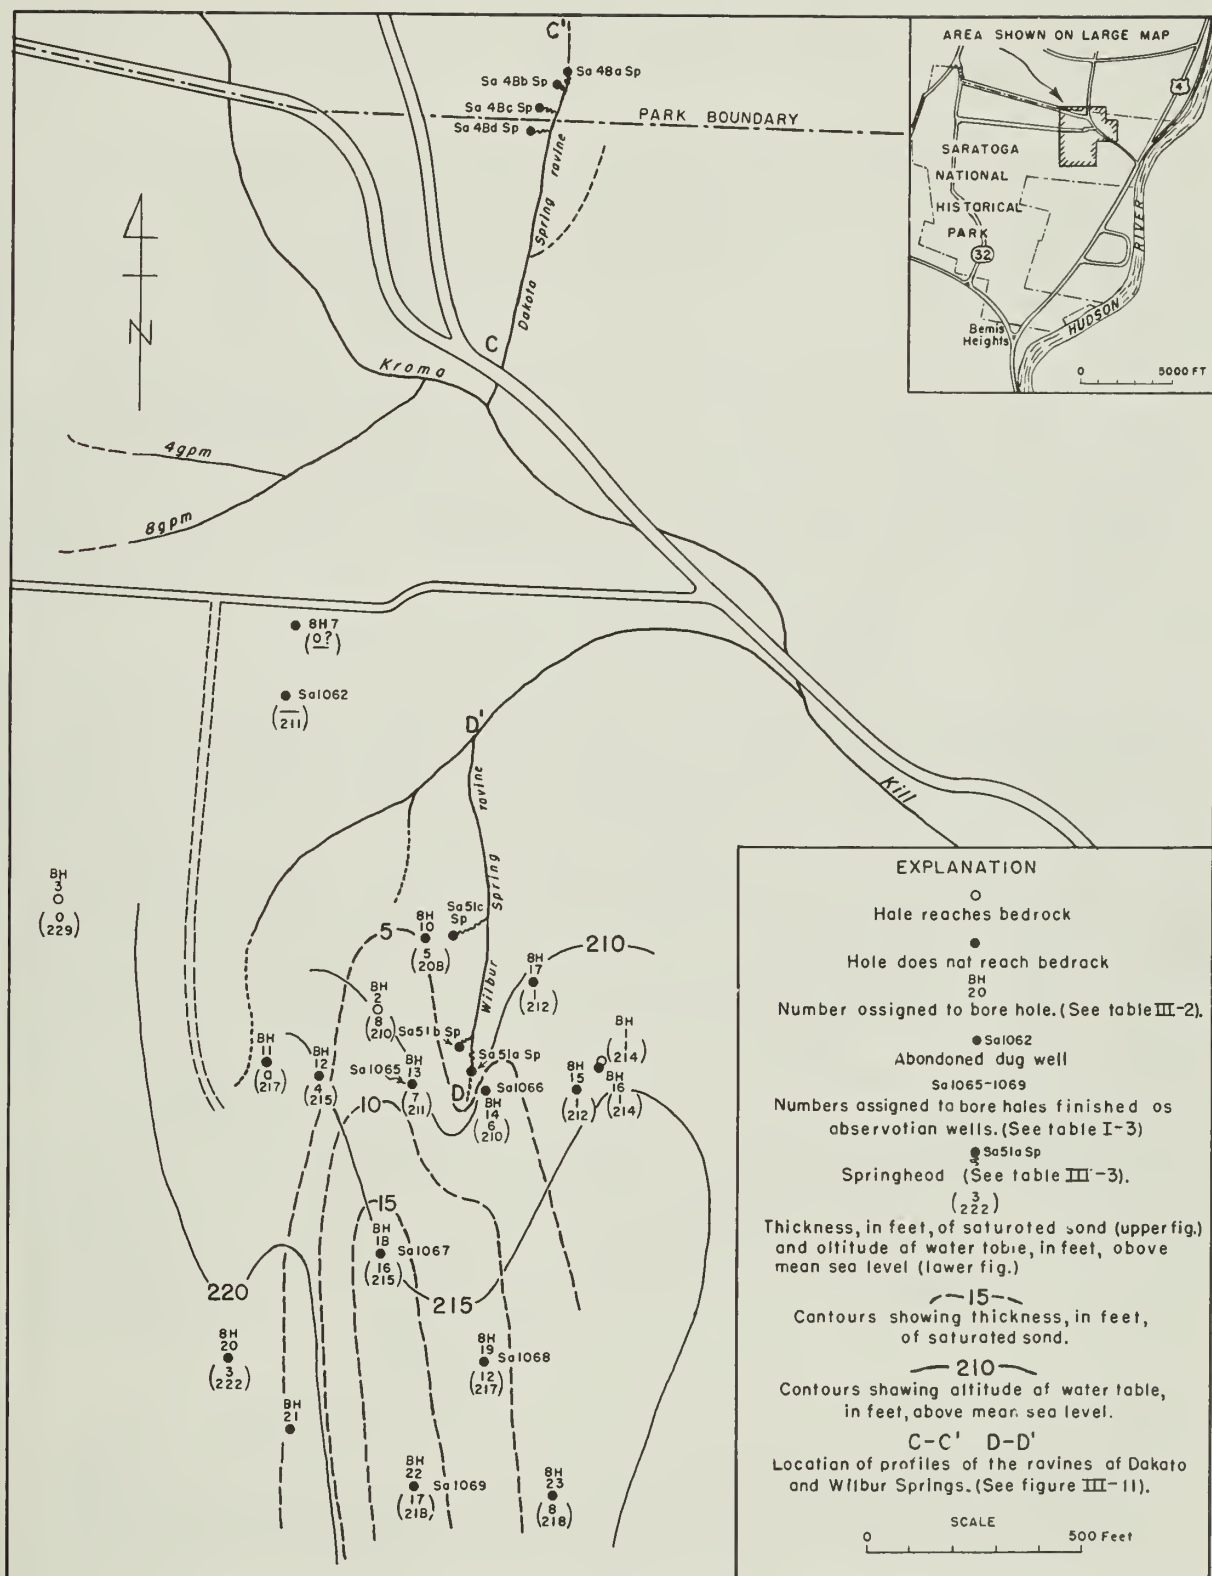 C'
Sa 48a Sp
Sa 48b Sp
Sa 48c Sp
Sa 48d Sp
PARK BOUNDARY
Dakota Spring ravine
C
N
Kroma
4gpm
8gpm
AREA SHOWN ON LARGE MAP
4
SARATOGA
NATIONAL
HISTORICAL
PARK
32
Bemis
Heights
HUDSON RIVER
0 5000 FT
BH 7
(0?)
Sa1062
(211)
D'
Kill
Wilbur Spring ravine
BH
3
0
(229)
5
BH
10
5
(208)
Sa51c
Sp
210
BH
17
1
(212)
BH
2
8
(210)
Sa51b Sp
Sa51a Sp
BH
1
1
(214)
BH
11
0
(217)
BH
12
4
(215)
Sa1065
BH
13
7
(211)
D
Sa1066
BH
14
6
(210)
BH
15
1
(212)
BH
16
1
(214)
10
15
BH
18
Sa1067
16
(215)
220
215
BH
20
3
(222)
BH
19
Sa1068
12
(217)
BH
21
BH
22
Sa1069
17
(218)
BH
23
8
(218)
EXPLANATION
Hole reaches bedrock
Hole does not reach bedrock
BH
20
Number assigned to bore hole. (See table III-2).
Sa1062
Abandoned dug well
Sa1065-1069
Numbers assigned to bore holes finished as
observation wells. (See table I-3)
Sa51a Sp
Springhead (See table III-3).
(3
222)
Thickness, in feet, of saturated sand (upper fig.)
and altitude of water table, in feet, above
mean sea level (lower fig.)
15
Contours showing thickness, in feet,
of saturated sand.
210
Contours showing altitude of water table,
in feet, above mean sea level.
C-C' D-D'
Location of profiles of the ravines of Dakota
and Wilbur Springs. (See figure III-11).
SCALE
0 500 Feet